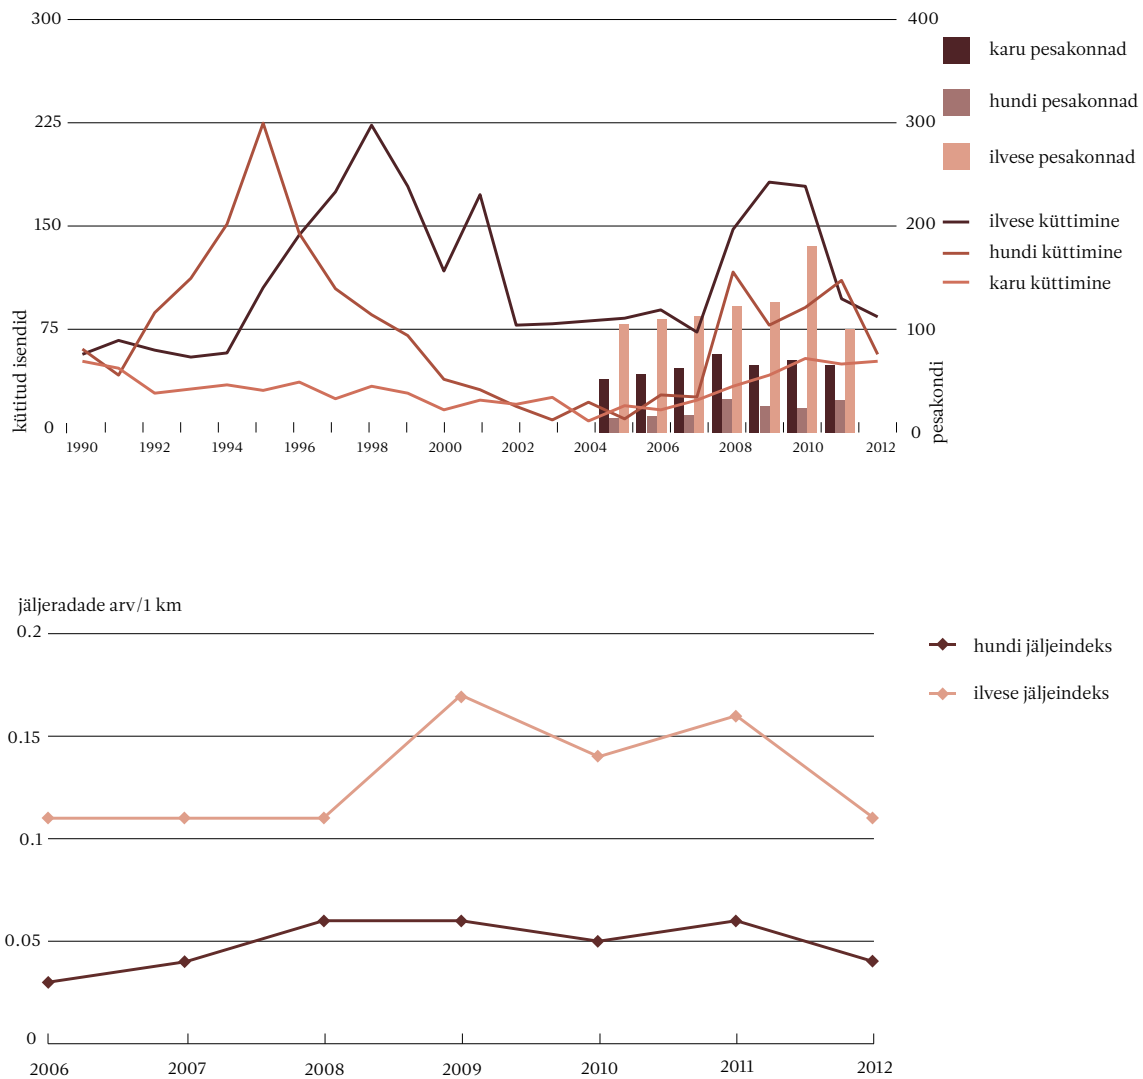 300
400
karu pesakonnad
hundi pesakonnad
225
300
ilvese pesakonnad
150
200
ilvese küttimine
hundi küttimine
karu küttimine
kütitud isendid
75
100
pesakondi
0
0
1990 1992 1994 1996 1998 2000 2002 2004 2006 2008 2010 2012
jäljeradade arv/1 km
0.2
hundi jäljeindeks
ilvese jäljeindeks
0.15
0.1
0.05
0
2006 2007 2008 2009 2010 2011 2012